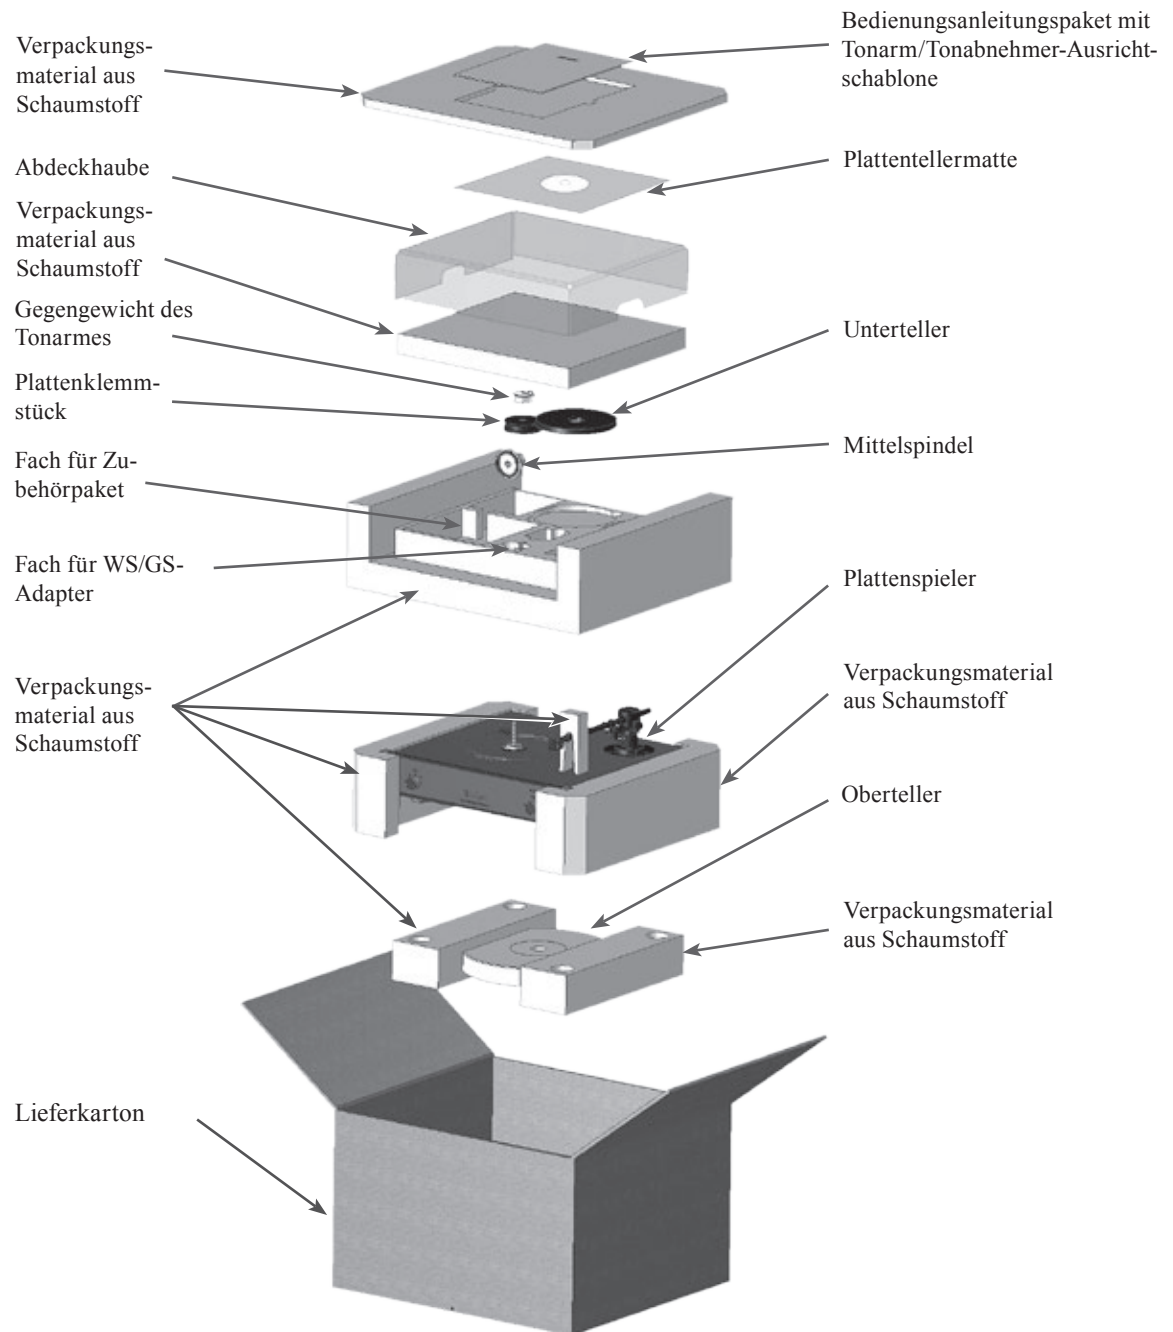 Verpackungs-
material aus
Schaumstoff
Bedienungsanleitungspaket mit
Tonarm/Tonabnehmer-Ausricht-
schablone
Abdeckhaube
Plattentellermatte
Verpackungs-
material aus
Schaumstoff
Gegengewicht des
Tonarmes
Unterteller
Plattenklemm-
stück
Mittelspindel
Fach für Zu-
behörpaket
Fach für WS/GS-
Adapter
Plattenspieler
Verpackungs-
material aus
Schaumstoff
Verpackungsmaterial
aus Schaumstoff
Oberteller
Verpackungsmaterial
aus Schaumstoff
Lieferkarton